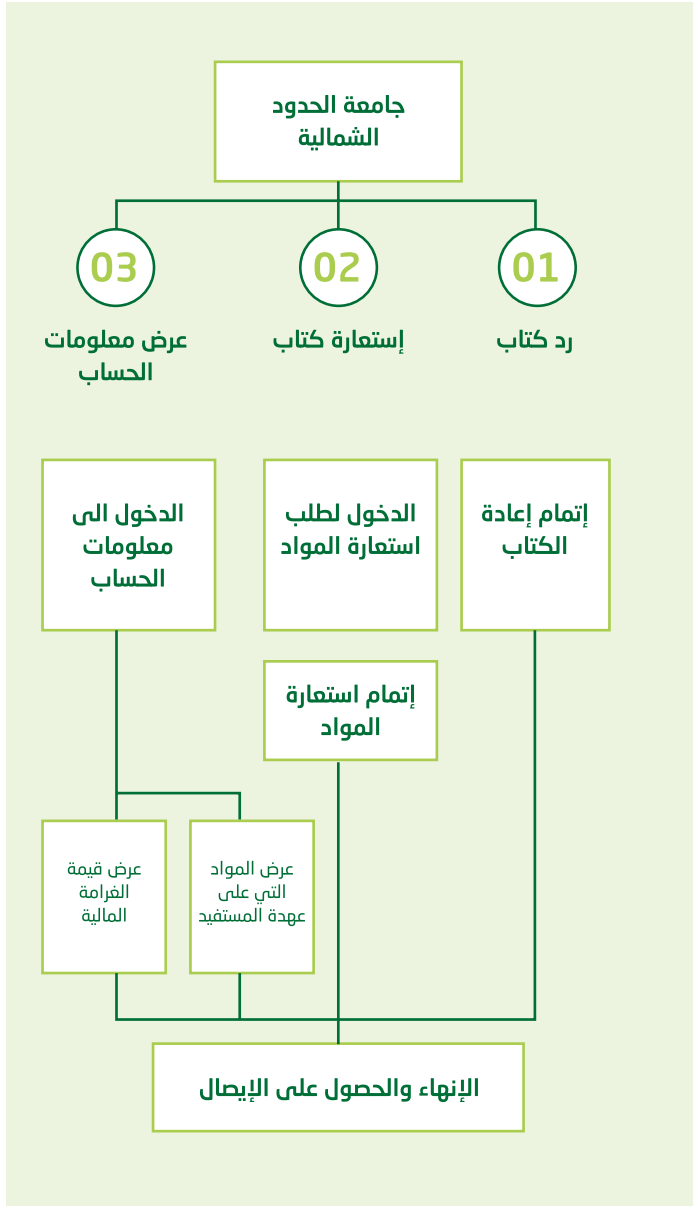 جامعة الحدود
الشمالية
01
رد كتاب
02
إستعارة كتاب
03
عرض معلومات
الحساب
إتمام إعادة
الكتاب
الدخول لطلب
استعارة المواد
الدخول الى
معلومات
الحساب
إتمام استعارة
المواد
عرض المواد
التي على
عهدة المستفيد
عرض قيمة
الغرامة
المالية
الإنهاء والحصول على الإيصال